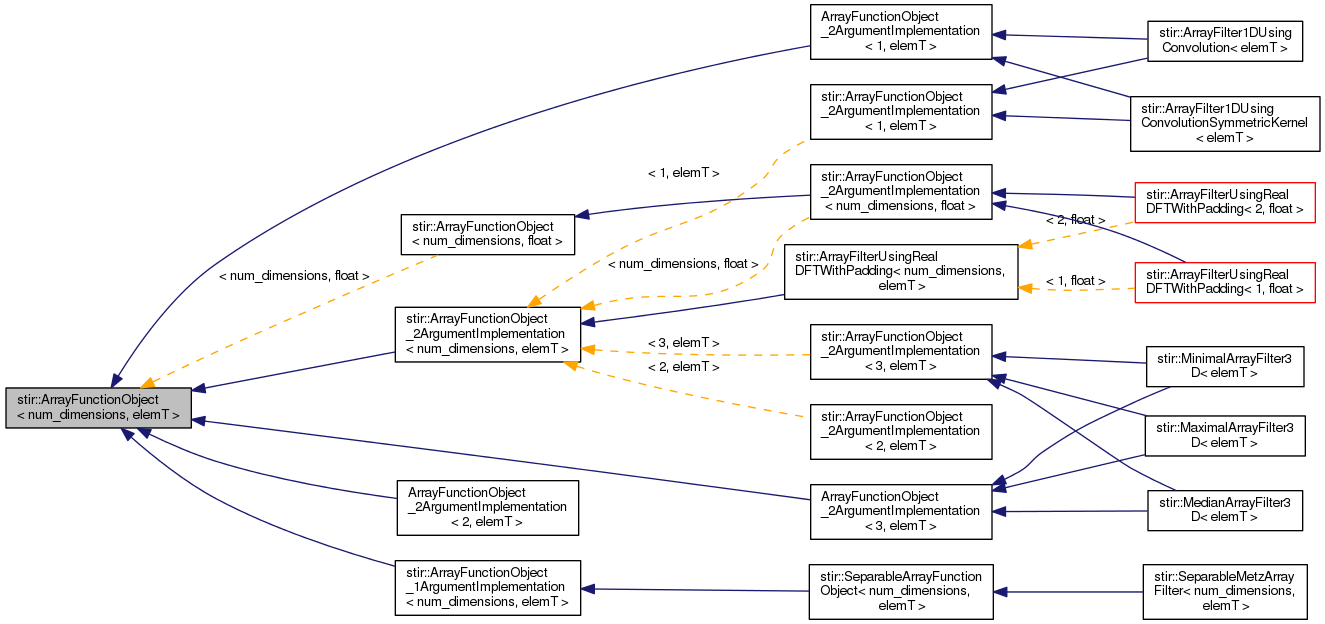 ArrayFunctionObject
_2ArgumentImplementation
< 1, elemT >
stir::ArrayFilter1DUsing
Convolution< elemT >
stir::ArrayFunctionObject
_2ArgumentImplementation
< 1, elemT >
stir::ArrayFilter1DUsing
ConvolutionSymmetricKernel
< elemT >
< 1, elemT >
stir::ArrayFunctionObject
_2ArgumentImplementation
< num_dimensions, float >
stir::ArrayFilterUsingReal
DFTWithPadding< 2, float >
stir::ArrayFunctionObject
< num_dimensions, float >
< 2, float >
< num_dimensions, float >
< num_dimensions, float >
stir::ArrayFilterUsingReal
DFTWithPadding< num_dimensions,
elemT >
< 1, float >
stir::ArrayFilterUsingReal
DFTWithPadding< 1, float >
stir::ArrayFunctionObject
_2ArgumentImplementation
< num_dimensions, elemT >
< 3, elemT >
< 2, elemT >
stir::ArrayFunctionObject
_2ArgumentImplementation
< 3, elemT >
stir::MinimalArrayFilter3
D< elemT >
stir::ArrayFunctionObject
< num_dimensions, elemT >
stir::ArrayFunctionObject
_2ArgumentImplementation
< 2, elemT >
stir::MaximalArrayFilter3
D< elemT >
ArrayFunctionObject
_2ArgumentImplementation
< 2, elemT >
ArrayFunctionObject
_2ArgumentImplementation
< 3, elemT >
stir::MedianArrayFilter3
D< elemT >
stir::ArrayFunctionObject
_1ArgumentImplementation
< num_dimensions, elemT >
stir::SeparableArrayFunction
Object< num_dimensions,
elemT >
stir::SeparableMetzArray
Filter< num_dimensions,
elemT >